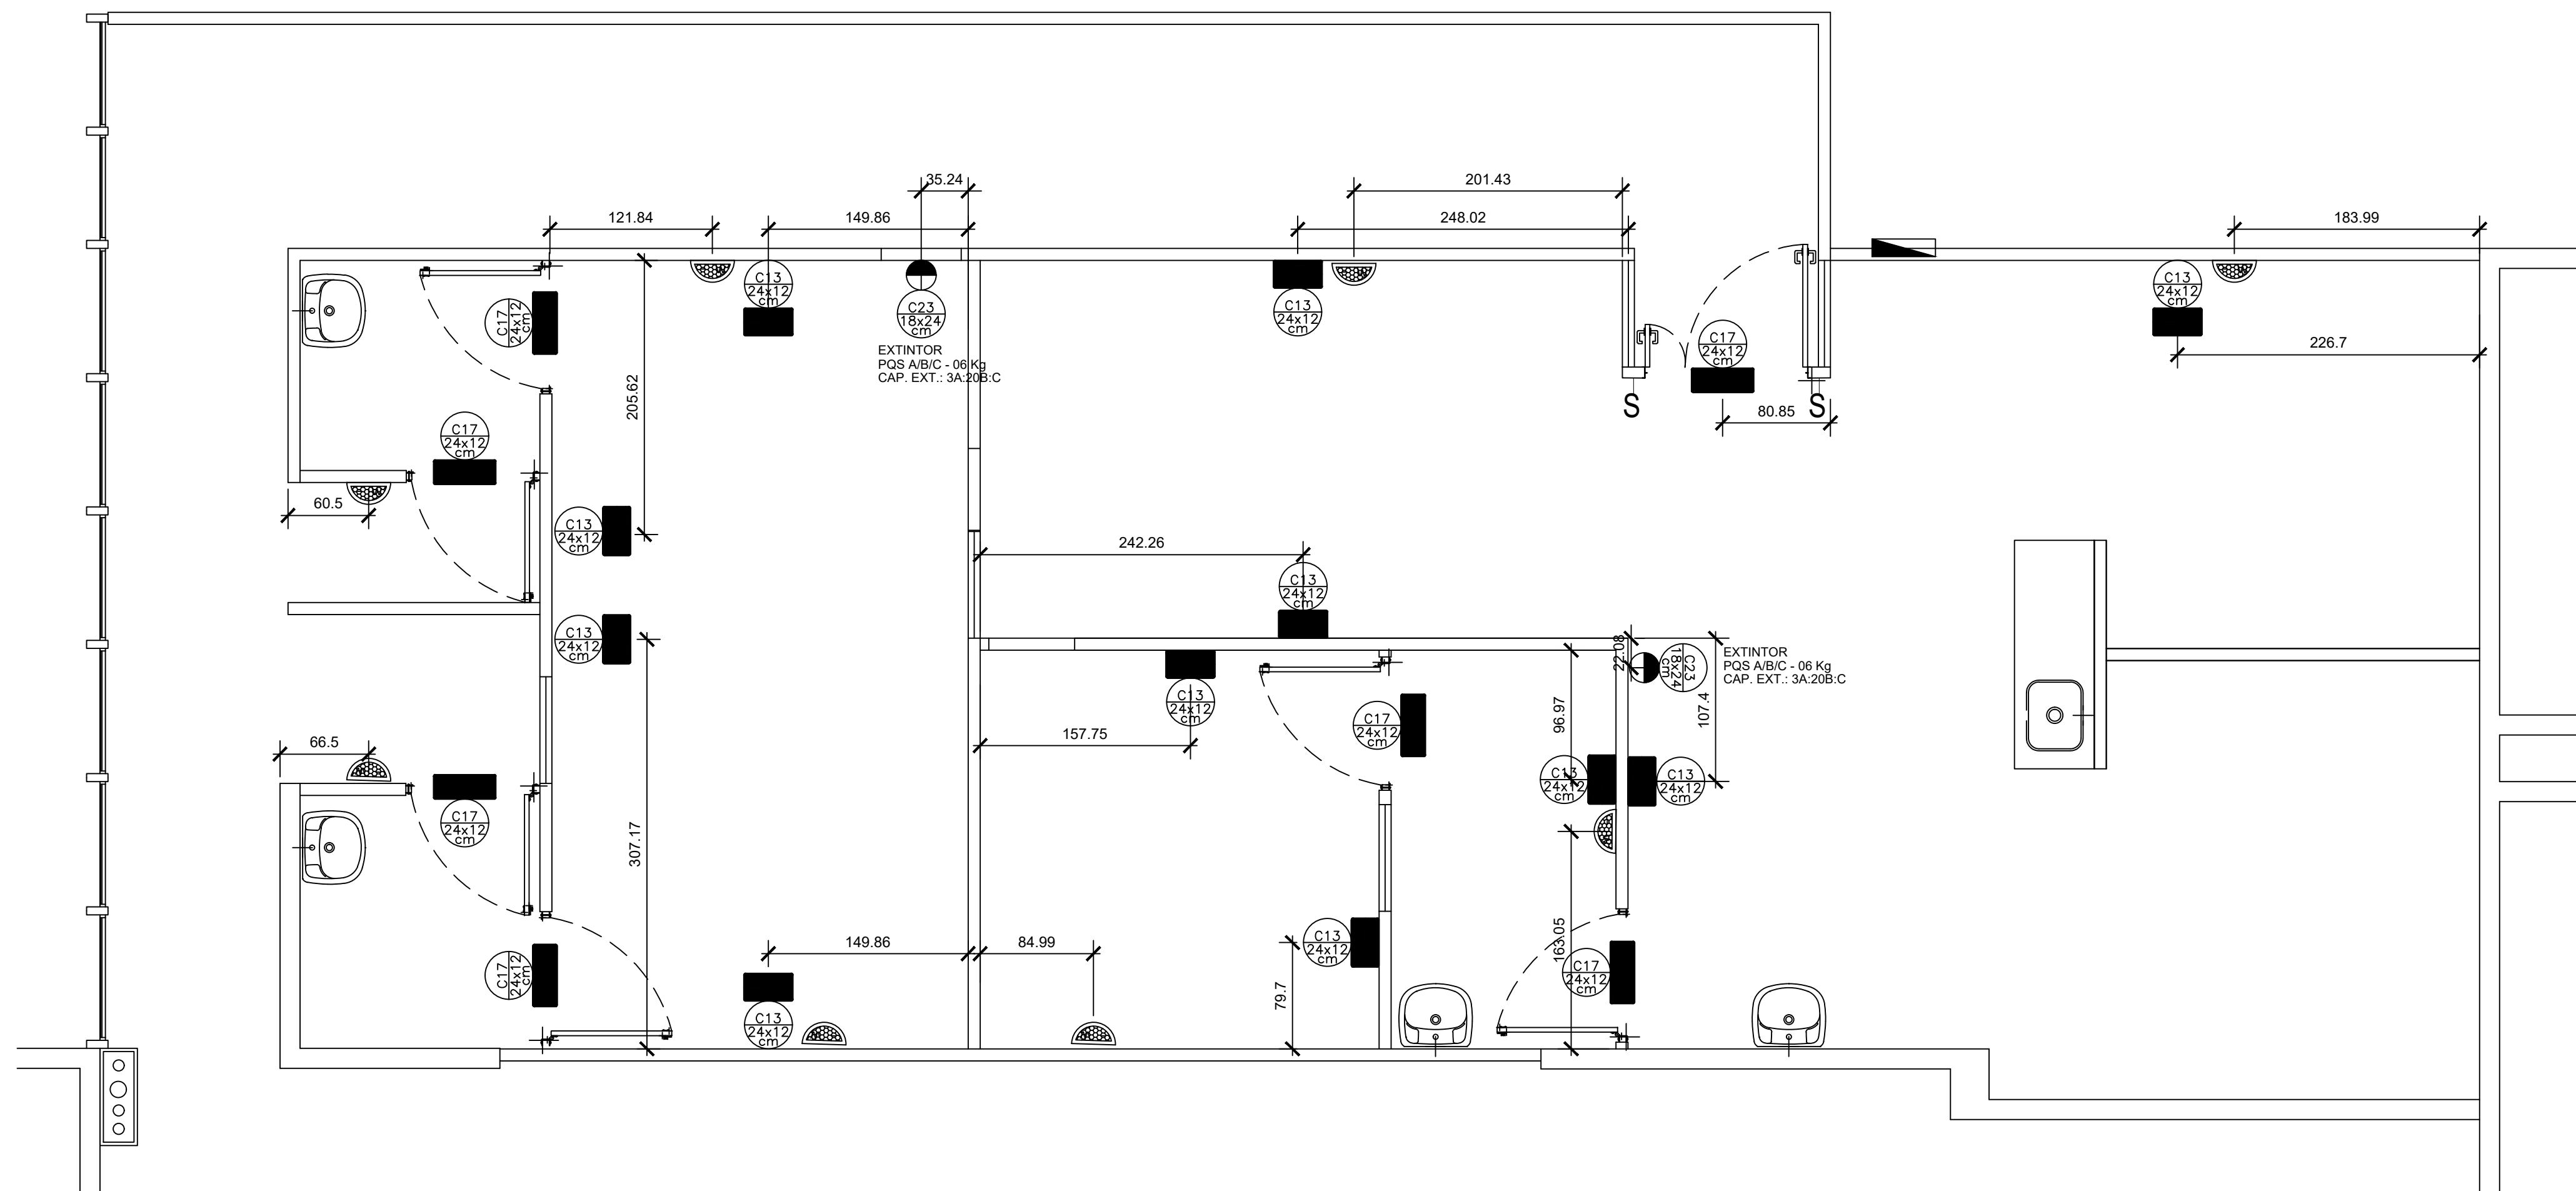 35.24
201.43
121.84
149.86
248.02
183.99
C13
24x12
cm
C23
18x24
cm
EXTINTOR
PQS A/B/C - 06 Kg
CAP. EXT.: 3A:20B:C
C13
24x12
cm
C13
24x12
cm
C17
24x12
cm
C17
24x12
cm
226.7
205.62
S
S
80.85
C17
24x12
cm
60.5
C13
24x12
cm
242.26
C13
24x12
cm
C13
24x12
cm
22.08
C23
18x24
cm
EXTINTOR
PQS A/B/C - 06 Kg
CAP. EXT.: 3A:20B:C
C13
24x12
cm
96.97
107.4
C17
24x12
cm
157.75
66.5
C13
24x12
cm
C13
24x12
cm
C17
24x12
cm
307.17
149.86
84.99
C13
24x12
cm
163.05
C17
24x12
cm
C17
24x12
cm
79.7
C13
24x12
cm